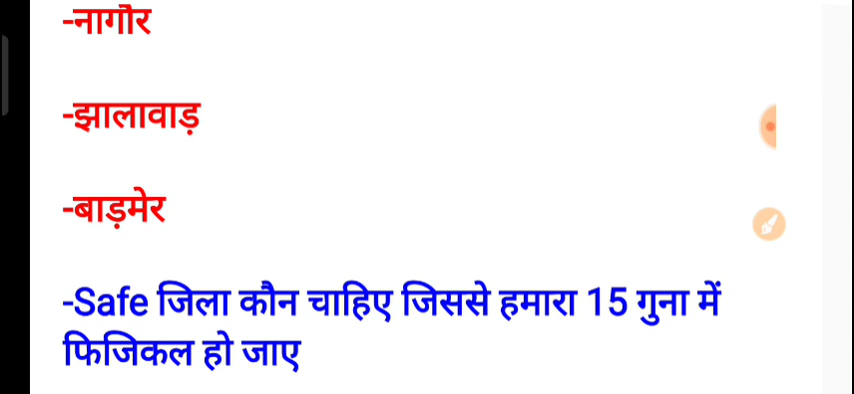 -नागौर
-झालावाड़
-बाड़मेर
-Safe जिला कौन चाहिए जिससे हमारा 15 गुना में
फिजिकल हो जाए